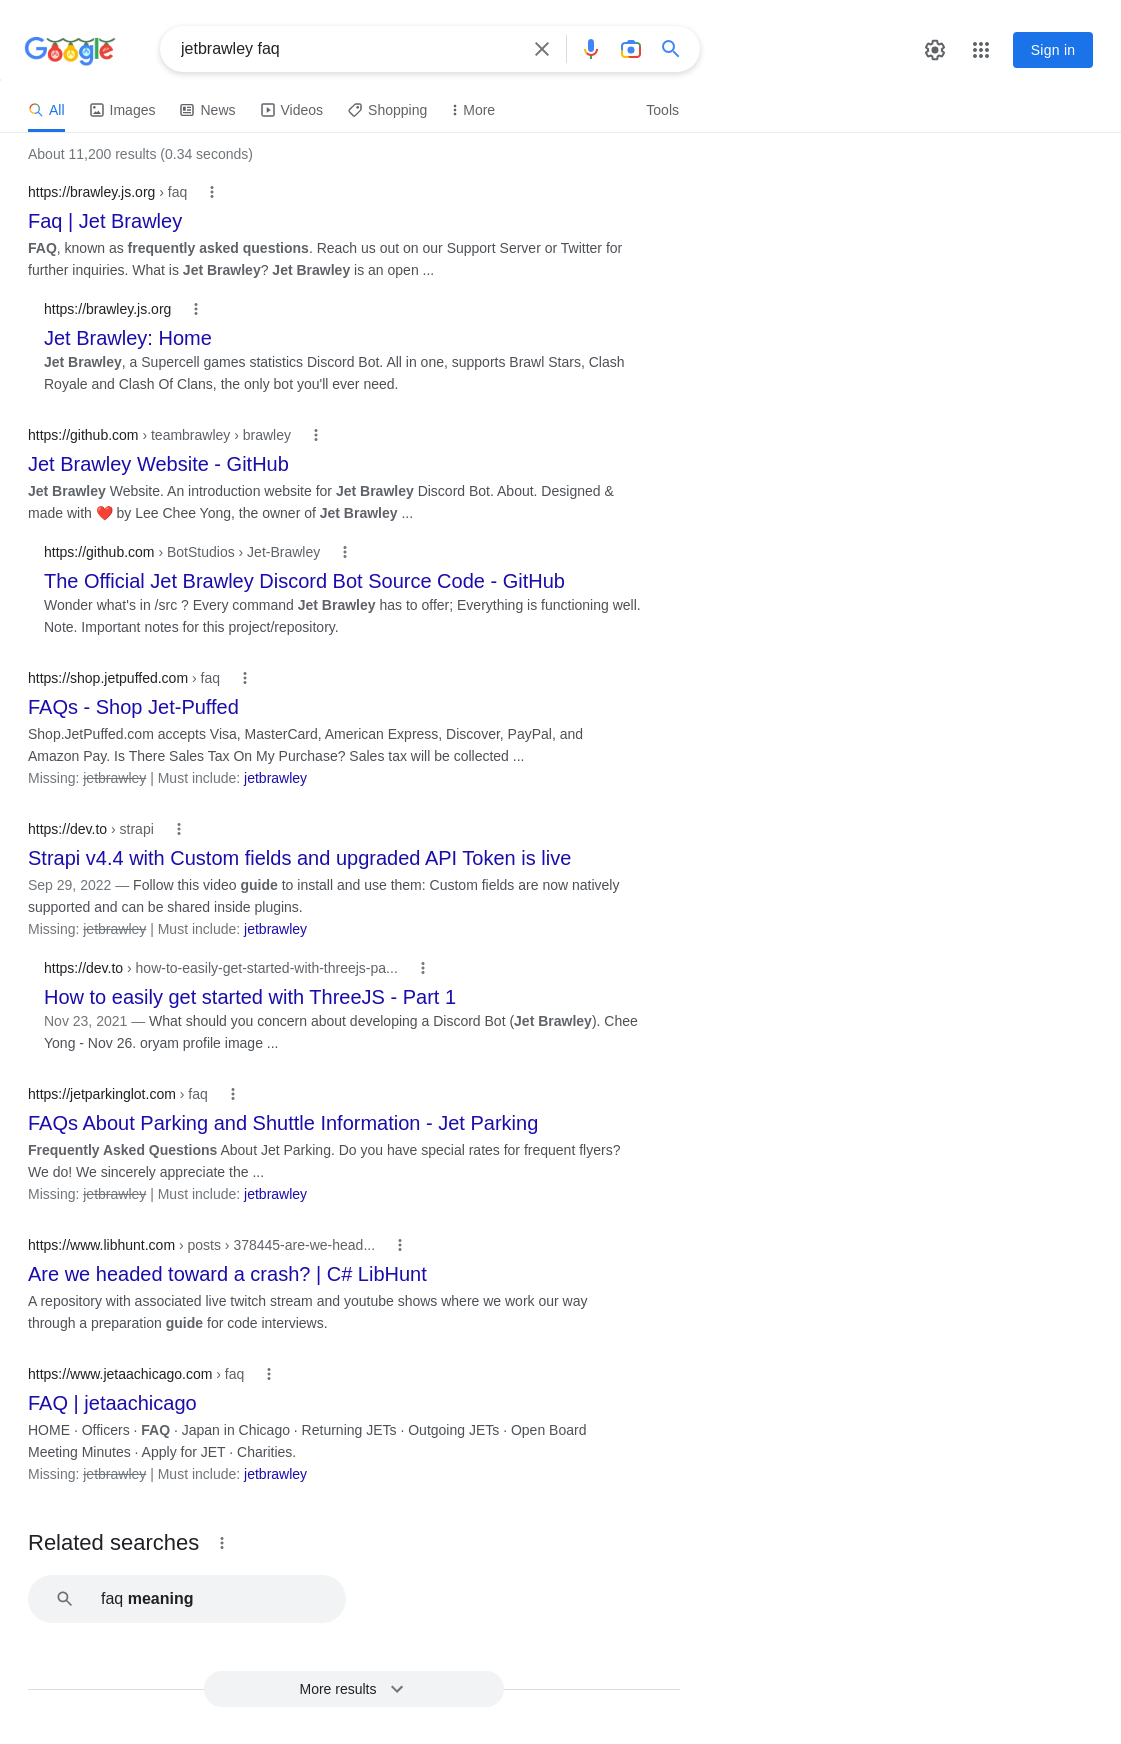 Google
jetbrawley faq
Sign in
All Images News Videos Shopping More Tools
About 11,200 results (0.34 seconds)
https://brawley.js.org › faq
Faq | Jet Brawley
FAQ, known as frequently asked questions. Reach us out on our Support Server or Twitter for
further inquiries. What is Jet Brawley? Jet Brawley is an open ...
https://brawley.js.org
Jet Brawley: Home
Jet Brawley, a Supercell games statistics Discord Bot. All in one, supports Brawl Stars, Clash
Royale and Clash Of Clans, the only bot you'll ever need.
https://github.com › teambrawley › brawley
Jet Brawley Website - GitHub
Jet Brawley Website. An introduction website for Jet Brawley Discord Bot. About. Designed &
made with ❤️ by Lee Chee Yong, the owner of Jet Brawley ...
https://github.com › BotStudios › Jet-Brawley
The Official Jet Brawley Discord Bot Source Code - GitHub
Wonder what's in /src ? Every command Jet Brawley has to offer; Everything is functioning well.
Note. Important notes for this project/repository.
https://shop.jetpuffed.com › faq
FAQs - Shop Jet-Puffed
Shop.JetPuffed.com accepts Visa, MasterCard, American Express, Discover, PayPal, and
Amazon Pay. Is There Sales Tax On My Purchase? Sales tax will be collected ...
Missing: jetbrawley | Must include: jetbrawley
https://dev.to › strapi
Strapi v4.4 with Custom fields and upgraded API Token is live
Sep 29, 2022 — Follow this video guide to install and use them: Custom fields are now natively
supported and can be shared inside plugins.
Missing: jetbrawley | Must include: jetbrawley
https://dev.to › how-to-easily-get-started-with-threejs-pa...
How to easily get started with ThreeJS - Part 1
Nov 23, 2021 — What should you concern about developing a Discord Bot (Jet Brawley). Chee
Yong - Nov 26. oryam profile image ...
https://jetparkinglot.com › faq
FAQs About Parking and Shuttle Information - Jet Parking
Frequently Asked Questions About Jet Parking. Do you have special rates for frequent flyers?
We do! We sincerely appreciate the ...
Missing: jetbrawley | Must include: jetbrawley
https://www.libhunt.com › posts › 378445-are-we-head...
Are we headed toward a crash? | C# LibHunt
A repository with associated live twitch stream and youtube shows where we work our way
through a preparation guide for code interviews.
https://www.jetaachicago.com › faq
FAQ | jetaachicago
HOME · Officers · FAQ · Japan in Chicago · Returning JETs · Outgoing JETs · Open Board
Meeting Minutes · Apply for JET · Charities.
Missing: jetbrawley | Must include: jetbrawley
Related searches
faq meaning
More results